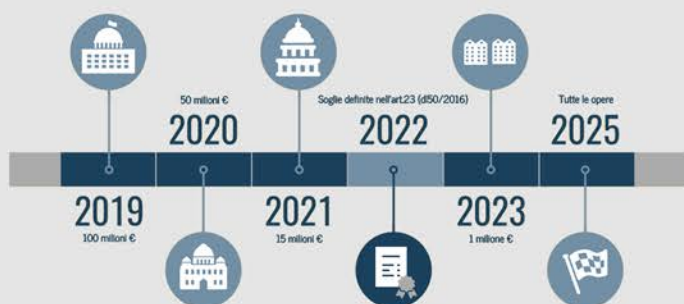 50 milioni €
2020
Soglie definite nell'art.23 (dl50/2016)
2022
Tutte le opere
2025
2019
100 milioni €
2021
15 milioni €
2023
1 milione €